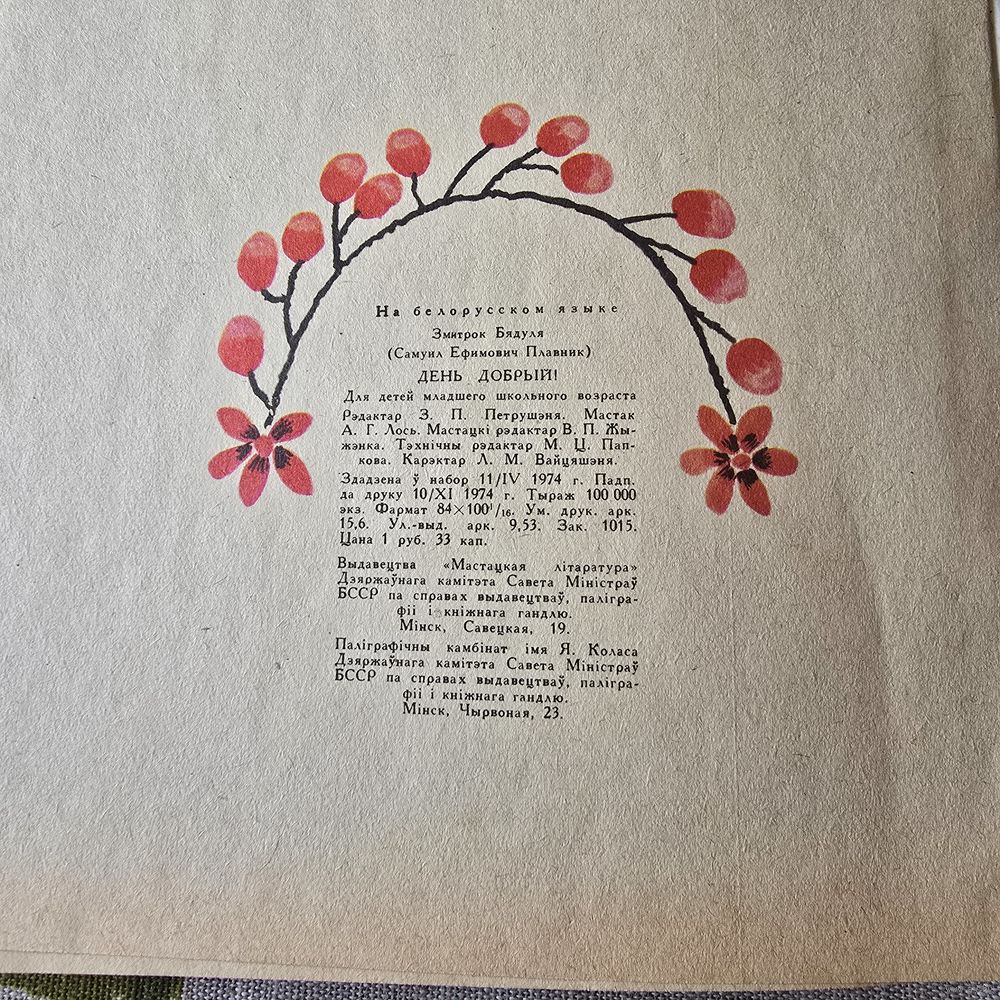 На белорусском языке
Змитрок Бядуля
(Самуил Ефимович Плавник)
ДЕНЬ ДОБРЫЙ!
Для детей младшего школьного возраста
Рэдактар З. П. Петрушэня. Мастак
А. Г. Лось. Мастацкі рэдактар В. П. Жы-
жэнка. Тэхнічны рэдактар М. Ц. Пап-
кова. Карэктар Л. М. Вайцяшэня.
Здадзена ў набор 11/IV 1974 г. Падп.
да друку 10/XI 1974 г. Тыраж 100 000
экз. Фармат 84×100¹/₁₆. Ум. друк. арк.
15,6. Ул.-выд. арк. 9,53. Зак. 1015.
Цана 1 руб. 33 кап.
Выдавецтва «Мастацкая літаратура»
Дзяржаўнага камітэта Савета Міністраў
БССР па справах выдавецтваў, палігра-
фіі і кніжнага гандлю.
Мінск, Савецкая, 19.
Паліграфічны камбінат імя Я. Коласа
Дзяржаўнага камітэта Савета Міністраў
БССР па справах выдавецтваў, палігра-
фіі і кніжнага гандлю.
Мінск, Чырвоная, 23.